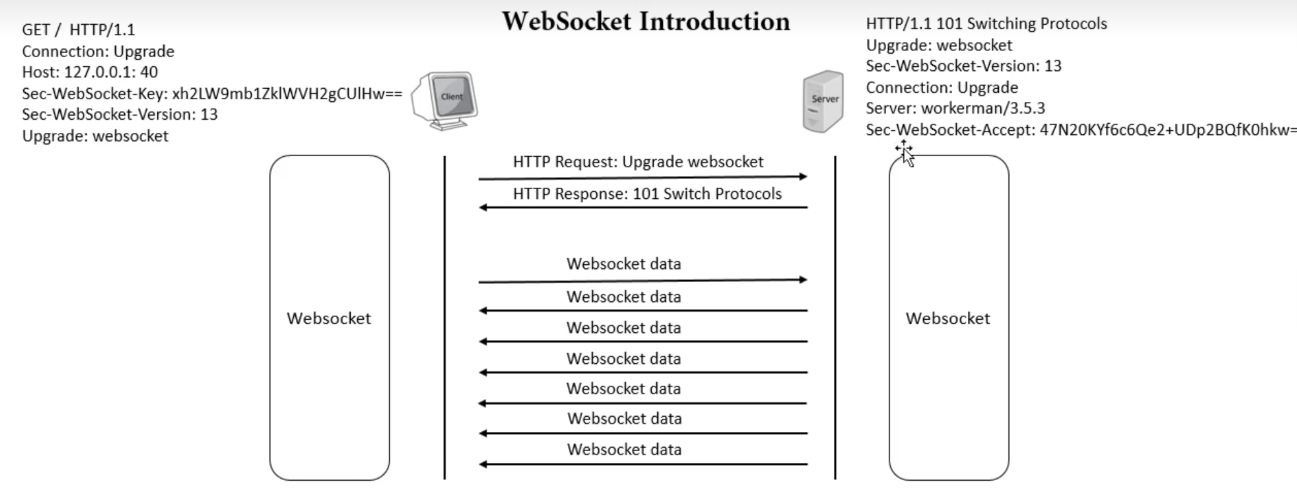 WebSocket Introduction
GET / HTTP/1.1
Connection: Upgrade
Host: 127.0.0.1: 40
Sec-WebSocket-Key: xh2LW9mb1ZklWVH2gCUlHw==
Sec-WebSocket-Version: 13
Upgrade: websocket
Client
Server
HTTP/1.1 101 Switching Protocols
Upgrade: websocket
Sec-WebSocket-Version: 13
Connection: Upgrade
Server: workerman/3.5.3
Sec-WebSocket-Accept: 47N20KYf6c6Qe2+UDp2BQfK0hkw=
HTTP Request: Upgrade websocket
HTTP Response: 101 Switch Protocols
Websocket data
Websocket data
Websocket data
Websocket data
Websocket data
Websocket data
Websocket data
Websocket
Websocket